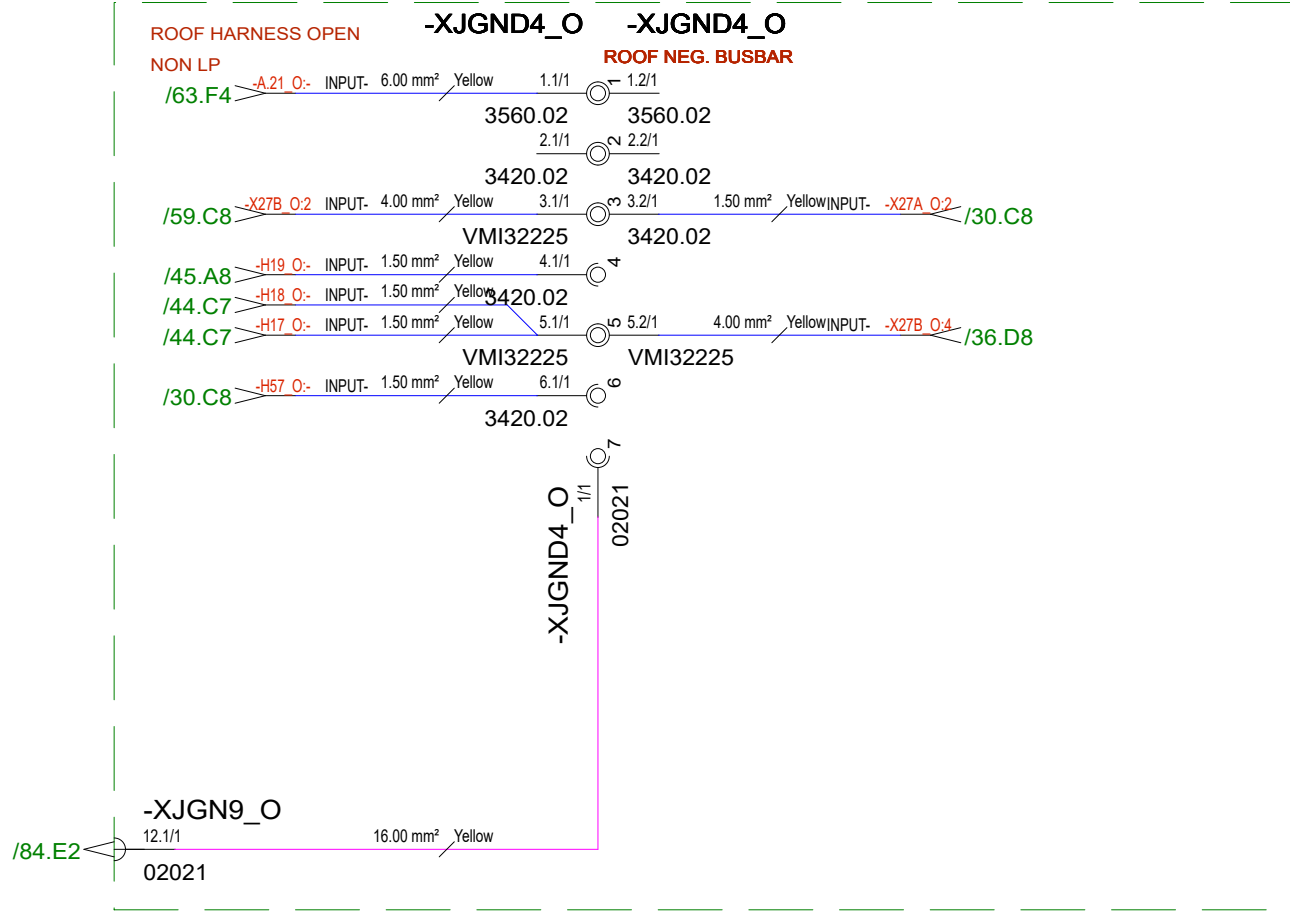 -XJGND4_O -XJGND4_O
ROOF HARNESS OPEN
ROOF NEG. BUSBAR
NON LP
/63.F4 -A.21_O:- INPUT- 6.00 mm² Yellow 1.1/1 1 1.2/1
3560.02 3560.02
2.1/1 2 2.2/1
3420.02 3420.02
/59.C8 -X27B_O:2 INPUT- 4.00 mm² Yellow 3.1/1 3 3.2/1 1.50 mm² Yellow INPUT- -X27A_O:2 /30.C8
VMI32225 3420.02
/45.A8 -H19_O:- INPUT- 1.50 mm² Yellow 4.1/1 4
/44.C7 -H18_O:- INPUT- 1.50 mm² Yellow 3420.02
/44.C7 -H17_O:- INPUT- 1.50 mm² Yellow 5.1/1 5 5.2/1 4.00 mm² Yellow INPUT- -X27B_O:4 /36.D8
VMI32225 VMI32225
/30.C8 -H57_O:- INPUT- 1.50 mm² Yellow 6.1/1 6
3420.02
7
-XJGND4_O 1/1 02021
-XJGN9_O
/84.E2 12.1/1 16.00 mm² Yellow
02021